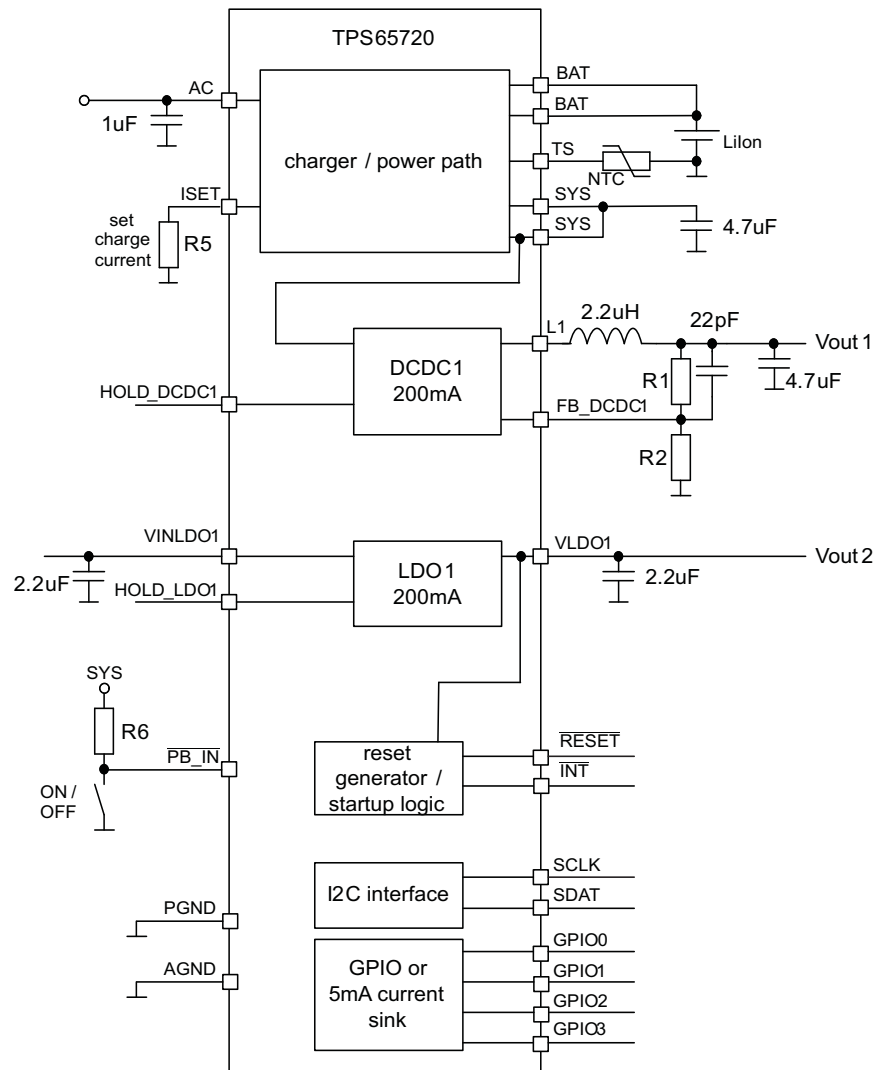 TPS65720
AC
1uF
charger / power path
BAT
BAT
TS
NTC
LiIon
ISET
set
charge
current
R5
SYS
SYS
4.7uF
L1
2.2uH
22pF
Vout 1
DCDC1
200mA
R1
4.7uF
HOLD_DCDC1
FB_DCDC1
R2
VINLDO1
2.2uF
HOLD_LDO1
LDO1
200mA
VLDO1
2.2uF
Vout 2
SYS
R6
PB_IN
ON /
OFF
reset
generator /
startup logic
RESET
INT
I2C interface
SCLK
SDAT
PGND
AGND
GPIO or
5mA current
sink
GPIO0
GPIO1
GPIO2
GPIO3